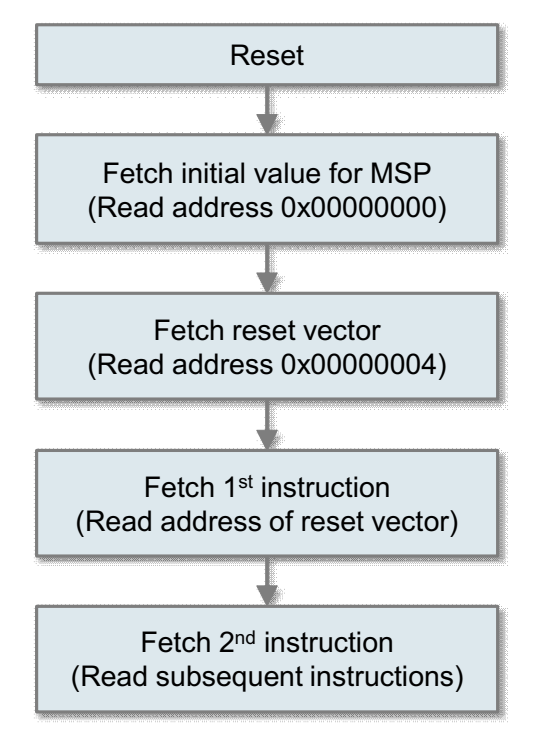 Reset
Fetch initial value for MSP
(Read address 0x00000000)
Fetch reset vector
(Read address 0x00000004)
Fetch 1st instruction
(Read address of reset vector)
Fetch 2nd instruction
(Read subsequent instructions)